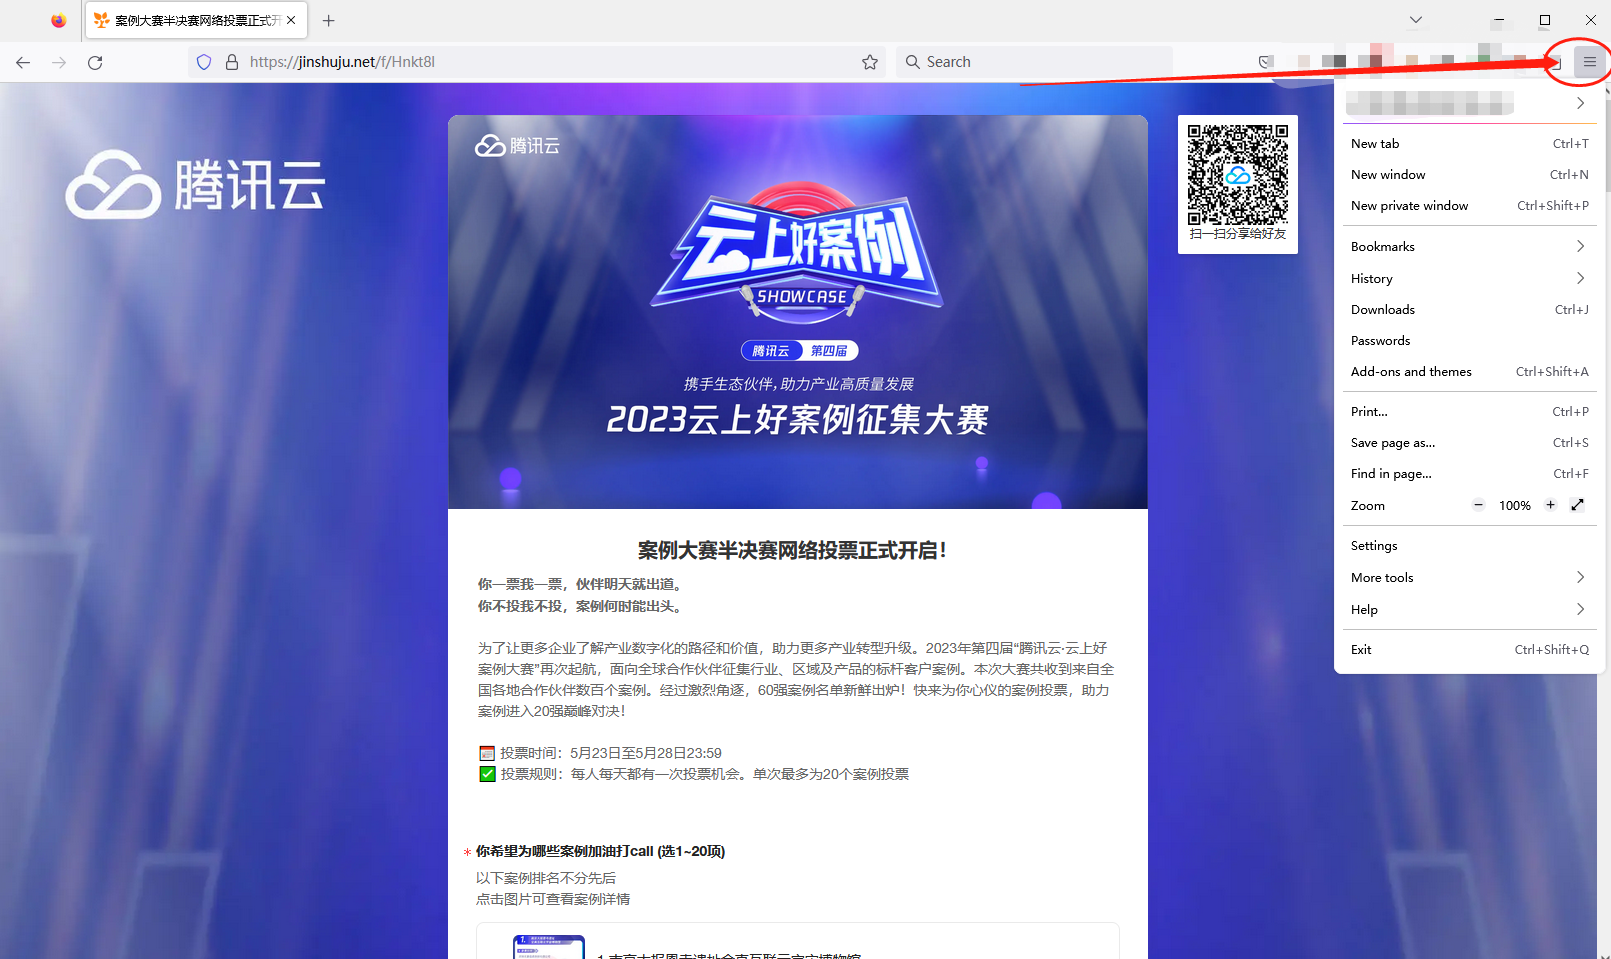 案例大赛半决赛网络投票正式开
https://jinshuju.net/f/Hnkt8l
Search
腾讯云
腾讯云
云上好案例
SHOWCASE
腾讯云 第四届
携手生态伙伴,助力产业高质量发展
2023云上好案例征集大赛
扫一扫分享给好友
案例大赛半决赛网络投票正式开启！
你一票我一票，伙伴明天就出道。
你不投我不投，案例何时能出头。
为了让更多企业了解产业数字化的路径和价值，助力更多产业转型升级。2023年第四届“腾讯云·云上好
案例大赛”再次起航，面向全球合作伙伴征集行业、区域及产品的标杆客户案例。本次大赛共收到来自全
国各地合作伙伴数百个案例。经过激烈角逐，60强案例名单新鲜出炉！快来为你心仪的案例投票，助力
案例进入20强巅峰对决！
投票时间：5月23日至5月28日23:59
投票规则：每人每天都有一次投票机会。单次最多为20个案例投票
* 你希望为哪些案例加油打call (选1~20项)
以下案例排名不分先后
点击图片可查看案例详情
New tab Ctrl+T
New window Ctrl+N
New private window Ctrl+Shift+P
Bookmarks
History
Downloads Ctrl+J
Passwords
Add-ons and themes Ctrl+Shift+A
Print... Ctrl+P
Save page as... Ctrl+S
Find in page... Ctrl+F
Zoom 100%
Settings
More tools
Help
Exit Ctrl+Shift+Q